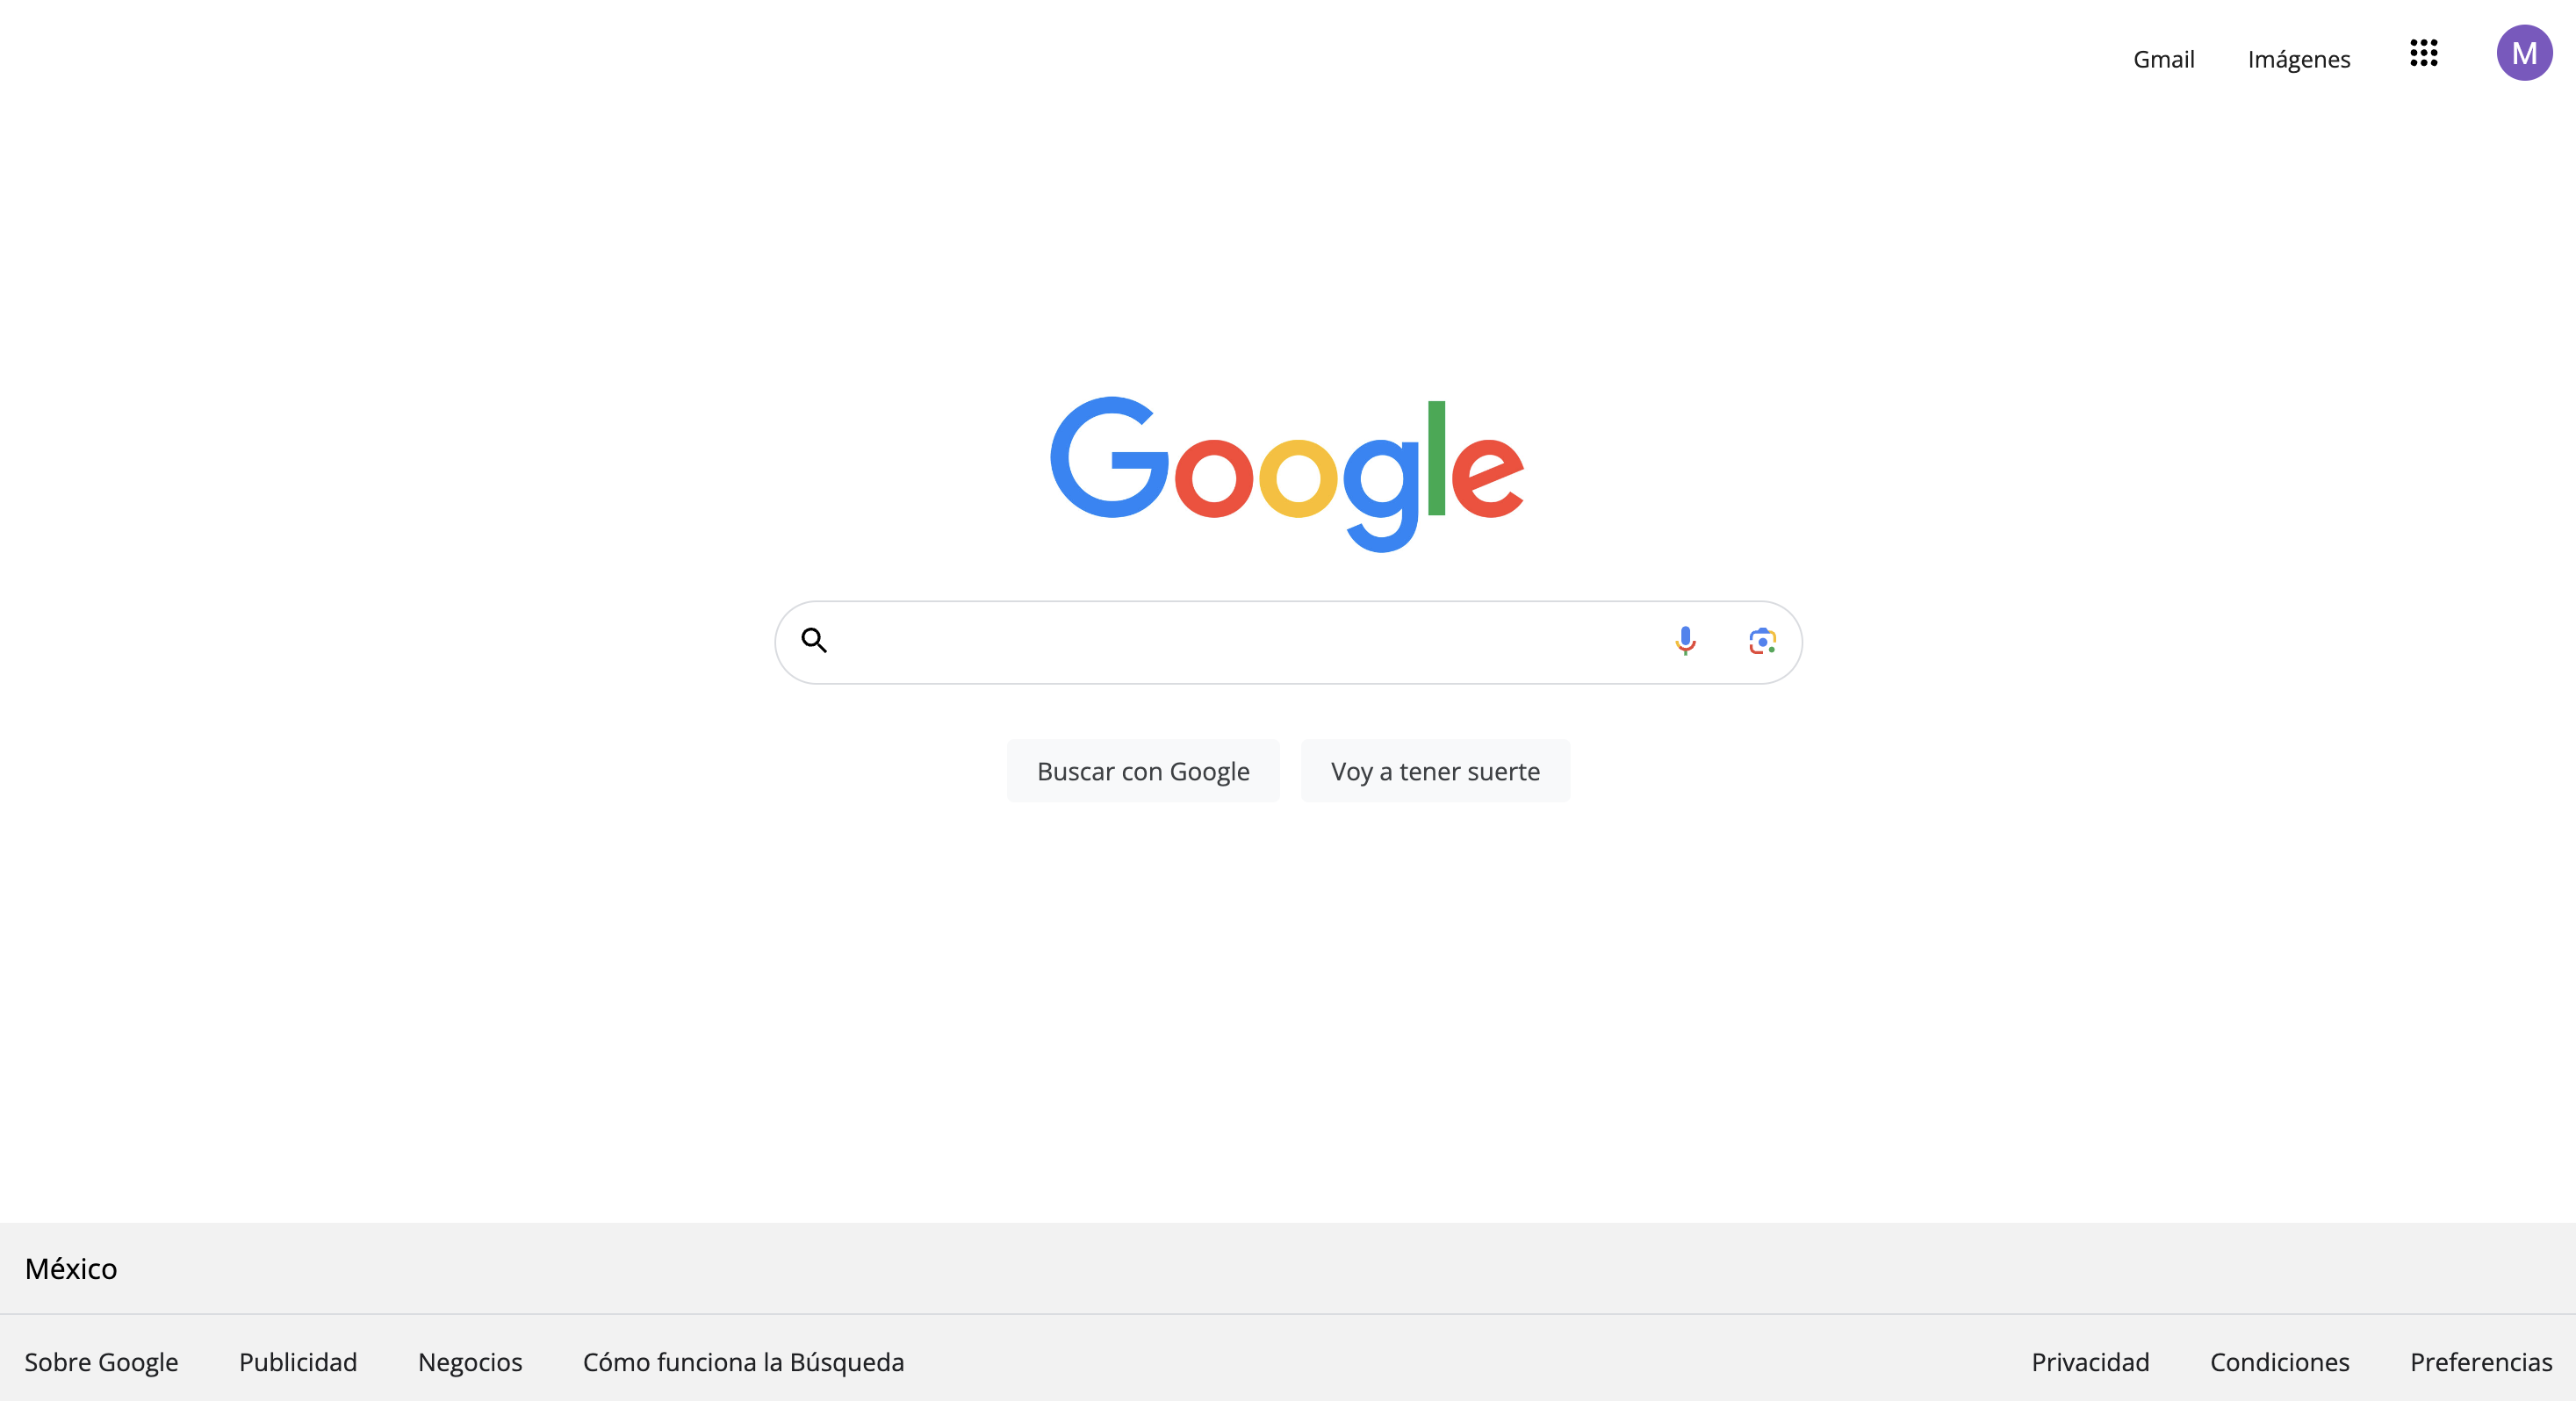 Gmail Imágenes M
Google
Buscar con Google Voy a tener suerte
México
Sobre Google Publicidad Negocios Cómo funciona la Búsqueda Privacidad Condiciones Preferencias